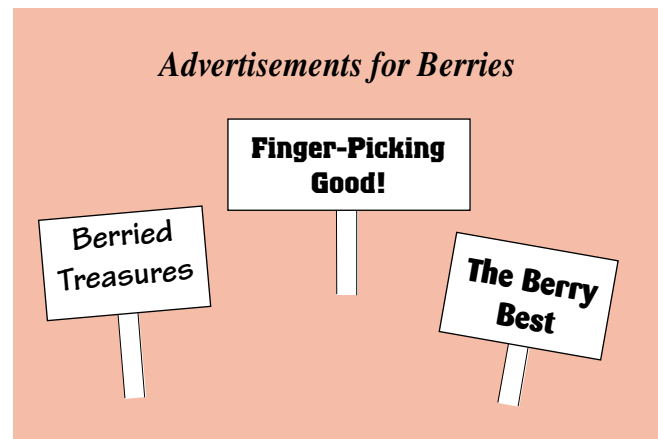 Advertisements for Berries
Finger-Picking
Good!
Berried
Treasures
The Berry
Best